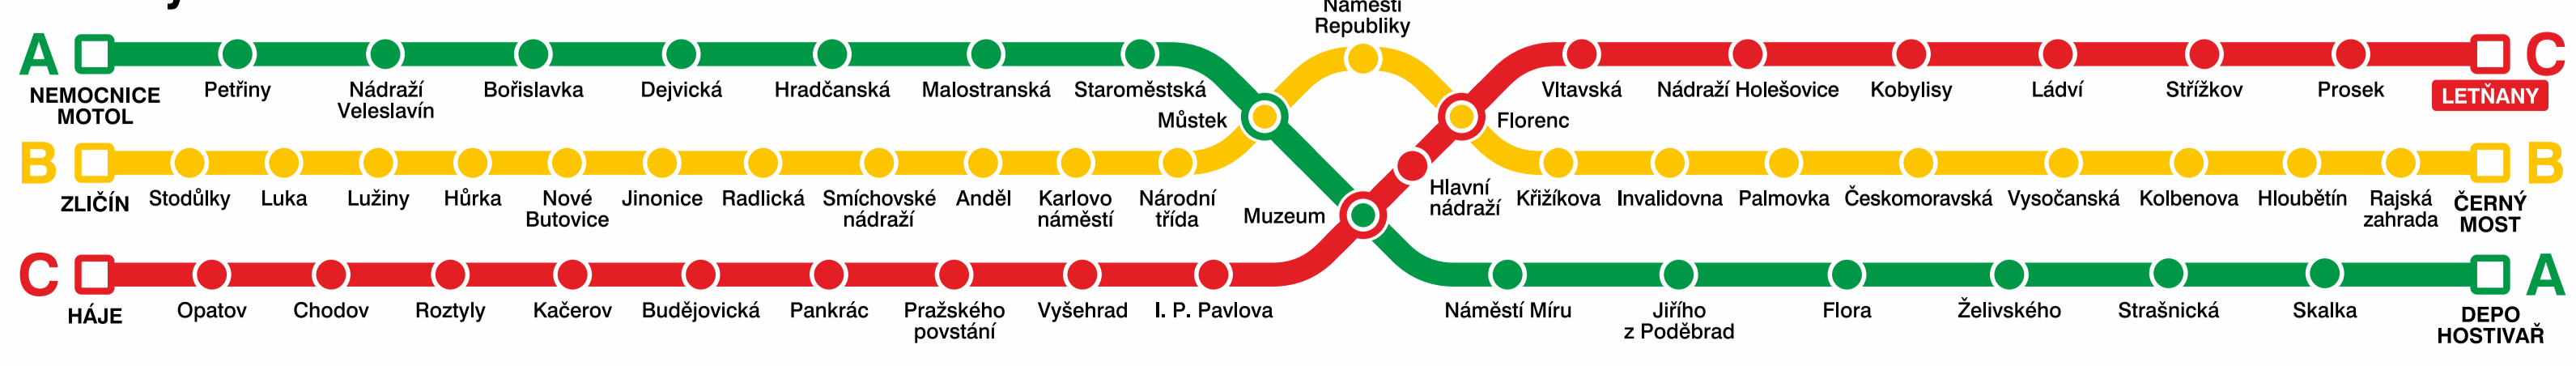 Náměstí
Republiky
A
C
NEMOCNICE
MOTOL
Petřiny
Nádraží
Veleslavín
Bořislavka
Dejvická
Hradčanská
Malostranská
Staroměstská
Můstek
Florenc
Vltavská
Nádraží Holešovice
Kobylisy
Ládví
Střížkov
Prosek
LETŇANY
B
B
ZLIČÍN
Stodůlky
Luka
Lužiny
Hůrka
Nové
Butovice
Jinonice
Radlická
Smíchovské
nádraží
Anděl
Karlovo
náměstí
Národní
třída
Muzeum
Hlavní
nádraží
Křižíkova
Invalidovna
Palmovka
Českomoravská
Vysočanská
Kolbenova
Hloubětín
Rajská
zahrada
ČERNÝ
MOST
C
A
HÁJE
Opatov
Chodov
Roztyly
Kačerov
Budějovická
Pankrác
Pražského
povstání
Vyšehrad
I. P. Pavlova
Náměstí Míru
Jiřího
z Poděbrad
Flora
Želivského
Strašnická
Skalka
DEPO
HOSTIVAŘ